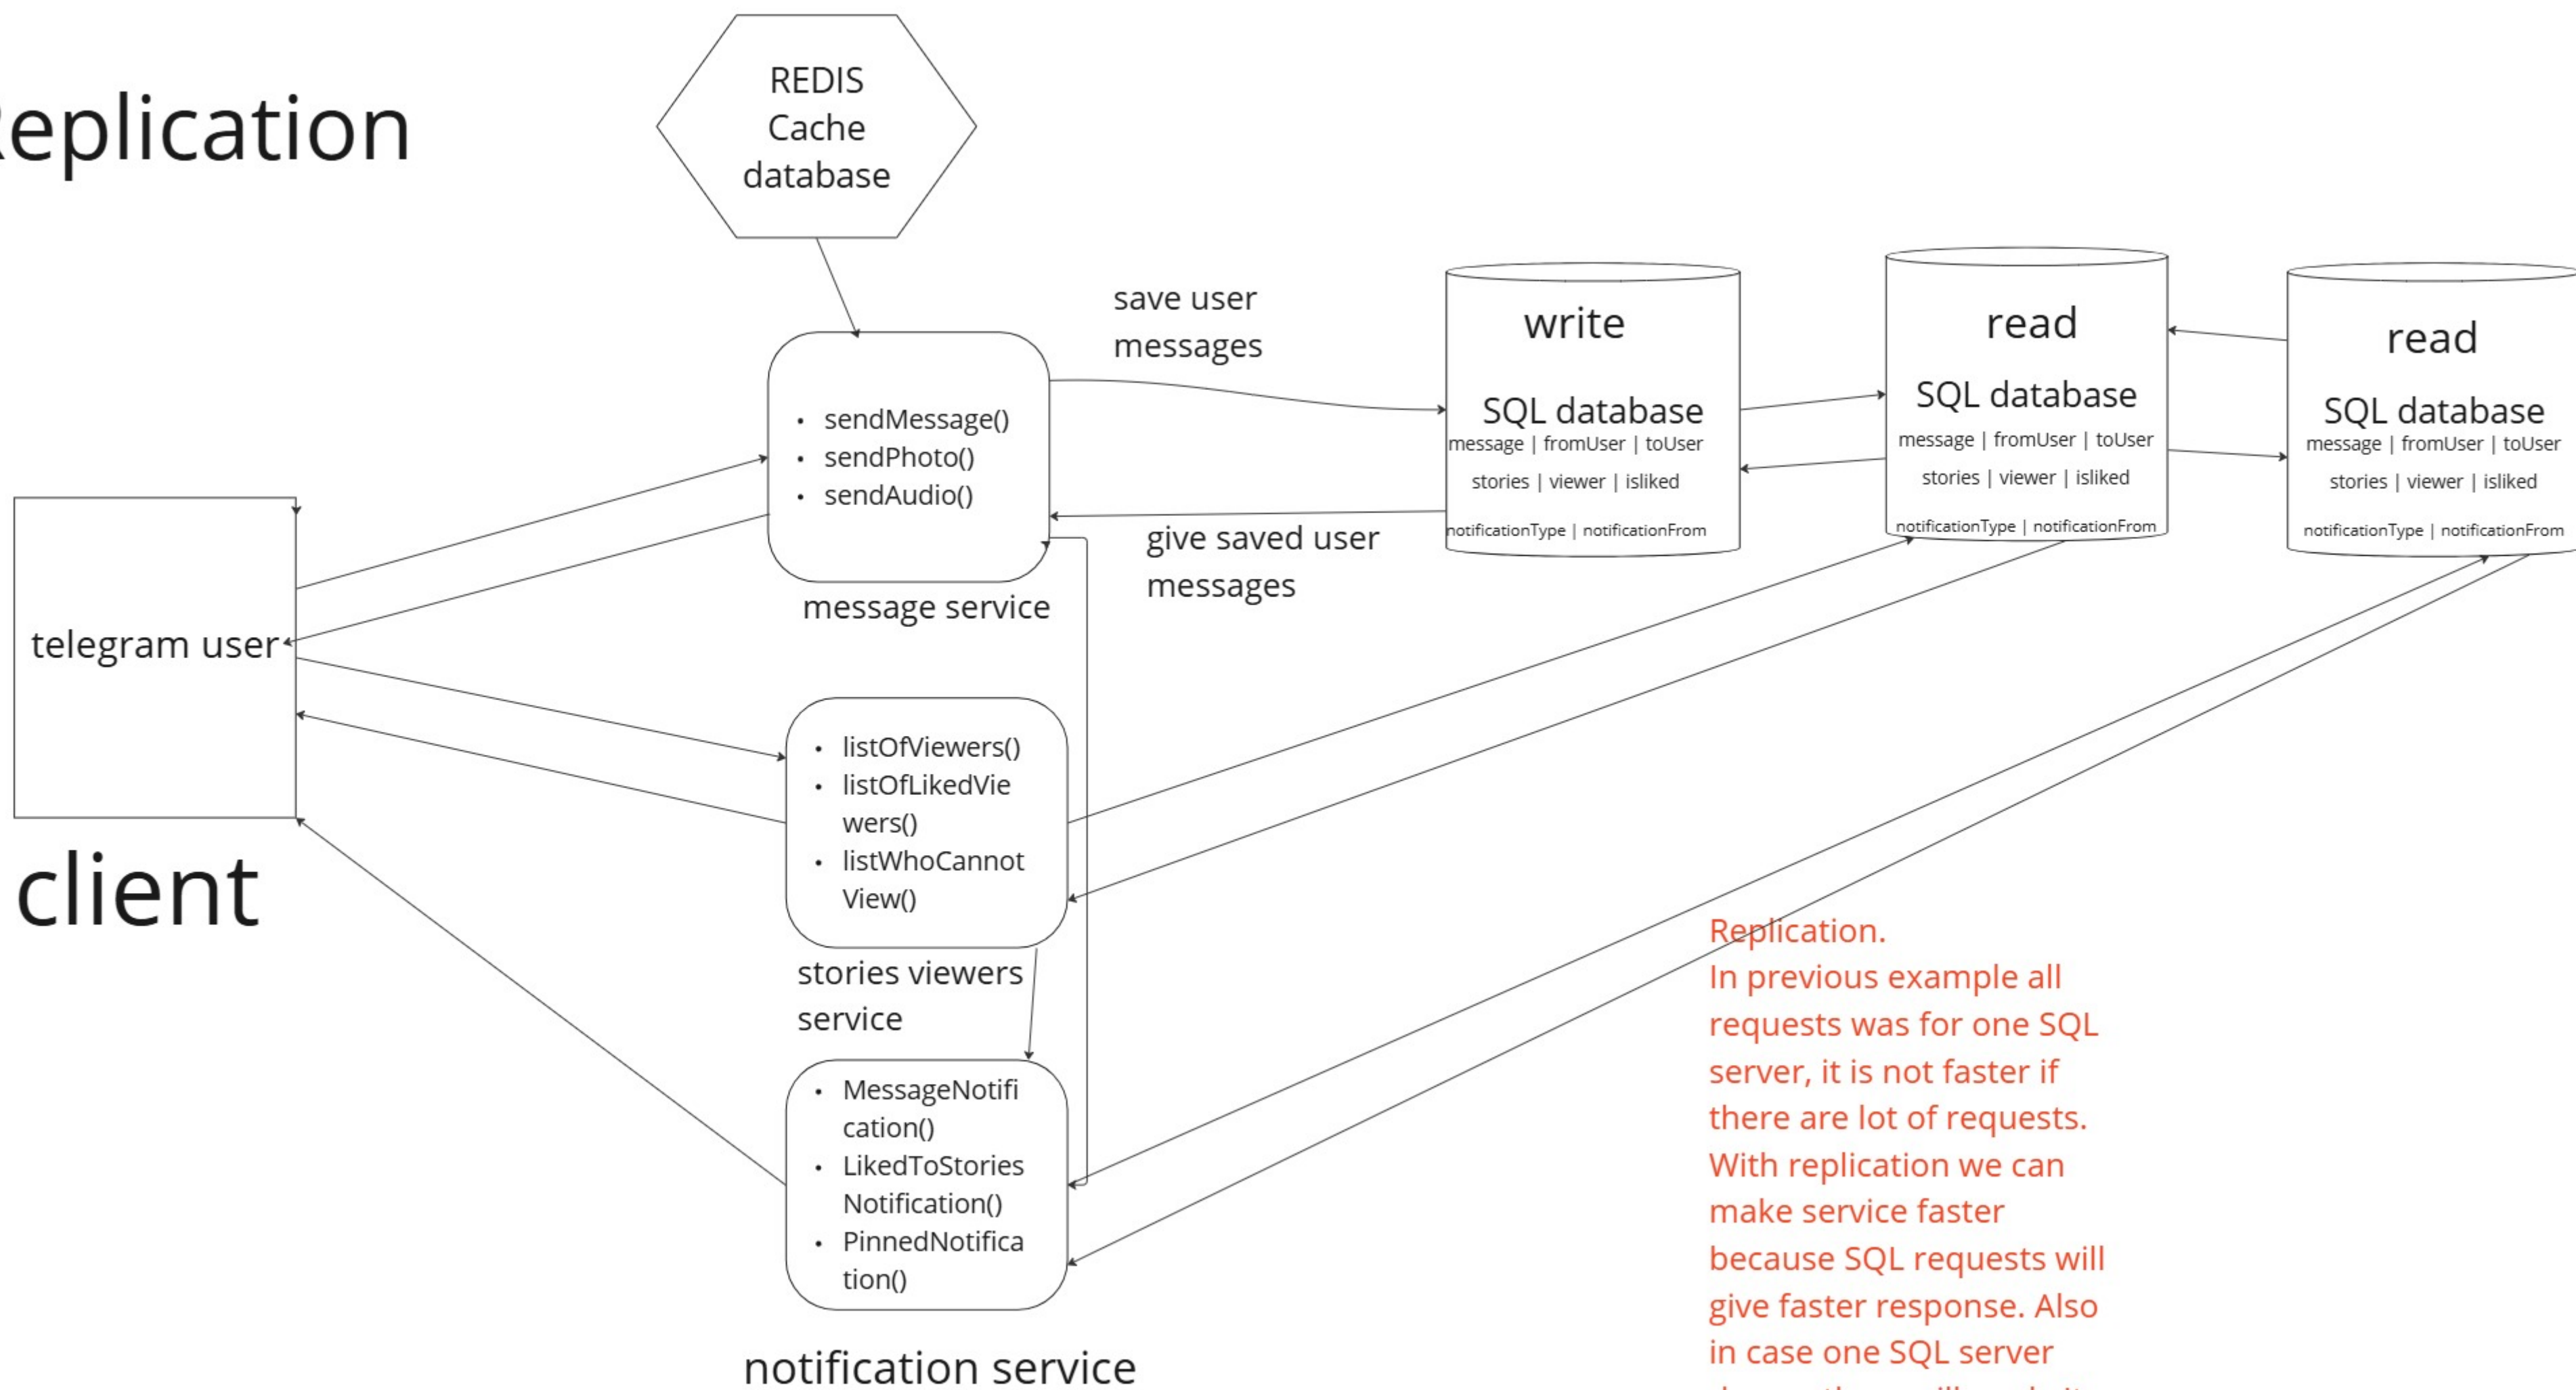 Replication
REDIS
Cache
database
save user
messages
write
SQL database
message | fromUser | toUser
stories | viewer | isliked
notificationType | notificationFrom
read
SQL database
message | fromUser | toUser
stories | viewer | isliked
notificationType | notificationFrom
read
SQL database
message | fromUser | toUser
stories | viewer | isliked
notificationType | notificationFrom
• sendMessage()
• sendPhoto()
• sendAudio()
message service
give saved user
messages
telegram user
client
• listOfViewers()
• listOfLikedVie
wers()
• listWhoCannot
View()
stories viewers
service
• MessageNotifi
cation()
• LikedToStories
Notification()
• PinnedNotifica
tion()
notification service
Replication.
In previous example all
requests was for one SQL
server, it is not faster if
there are lot of requests.
With replication we can
make service faster
because SQL requests will
give faster response. Also
in case one SQL server